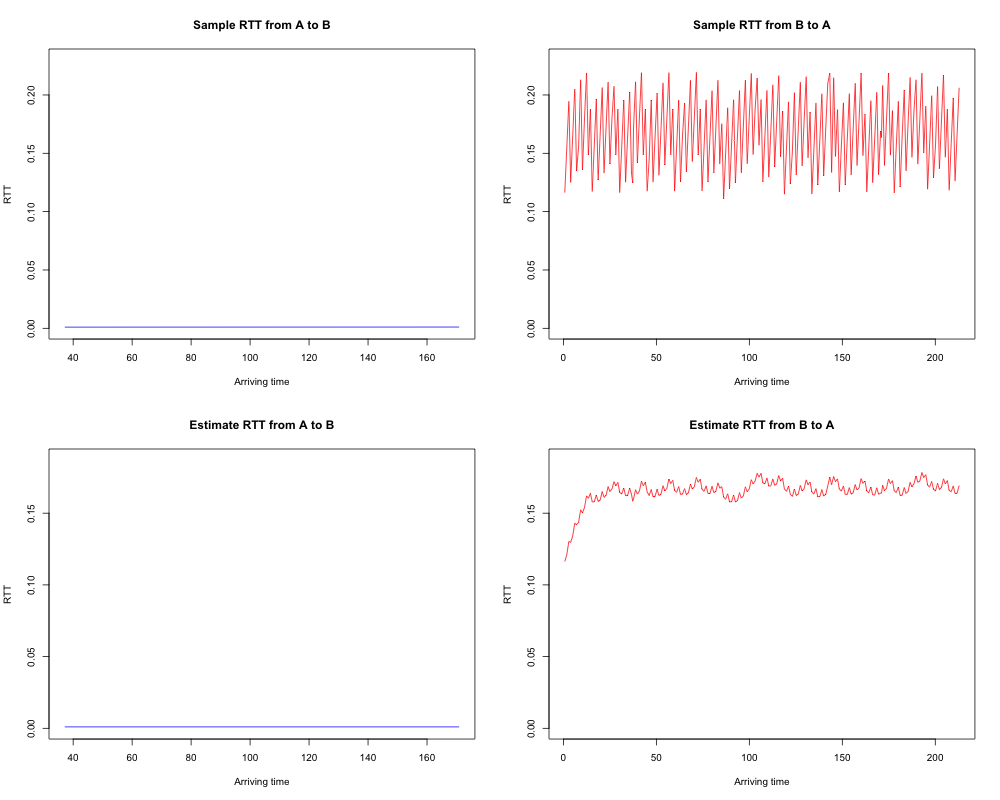 Sample RTT from A to B
RTT
0.00 0.05 0.10 0.15 0.20
40 60 80 100 120 140 160
Arriving time
Sample RTT from B to A
RTT
0.00 0.05 0.10 0.15 0.20
0 50 100 150 200
Arriving time
Estimate RTT from A to B
RTT
0.00 0.05 0.10 0.15
40 60 80 100 120 140 160
Arriving time
Estimate RTT from B to A
RTT
0.00 0.05 0.10 0.15
0 50 100 150 200
Arriving time